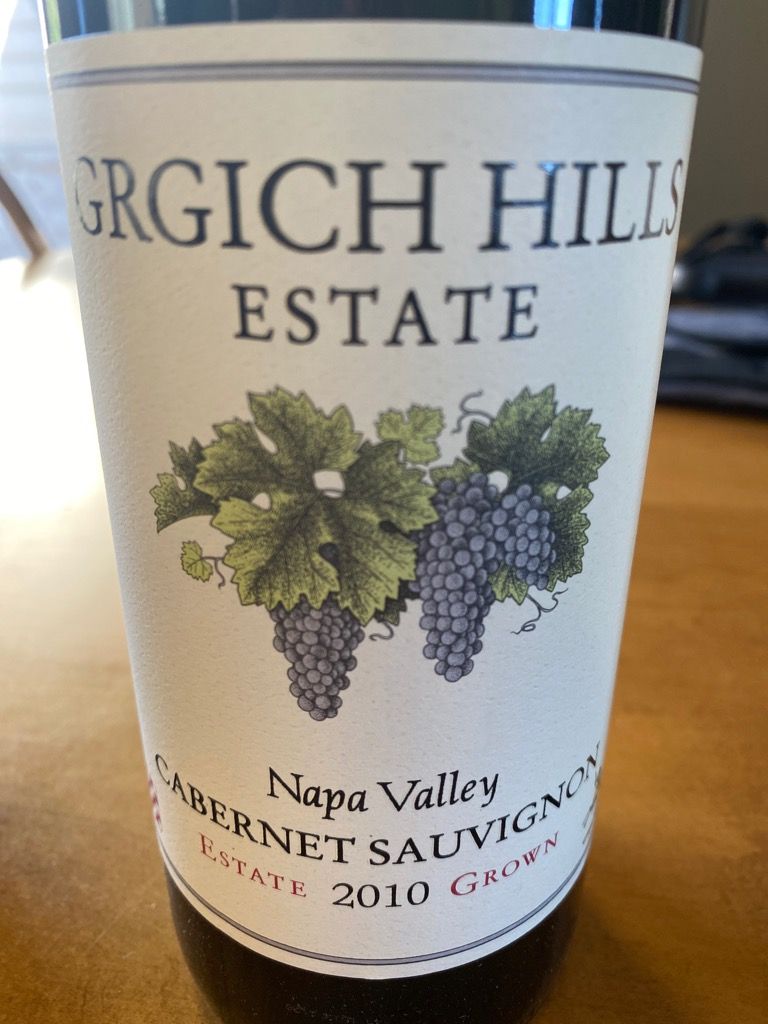 GRGICH HILLS
ESTATE
Napa Valley
CABERNET SAUVIGNON
ESTATE 2010 GROWN